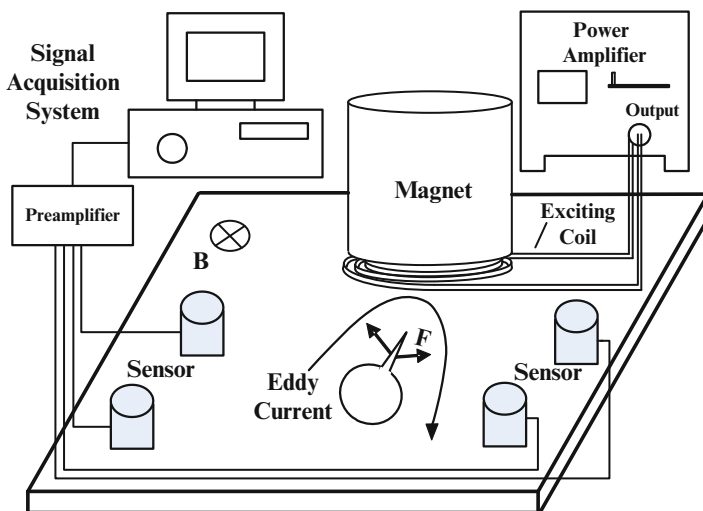 Signal
Acquisition
System
Power
Amplifier
Output
Magnet
Preamplifier
Exciting
Coil
B
F
Sensor
Eddy
Current
Sensor